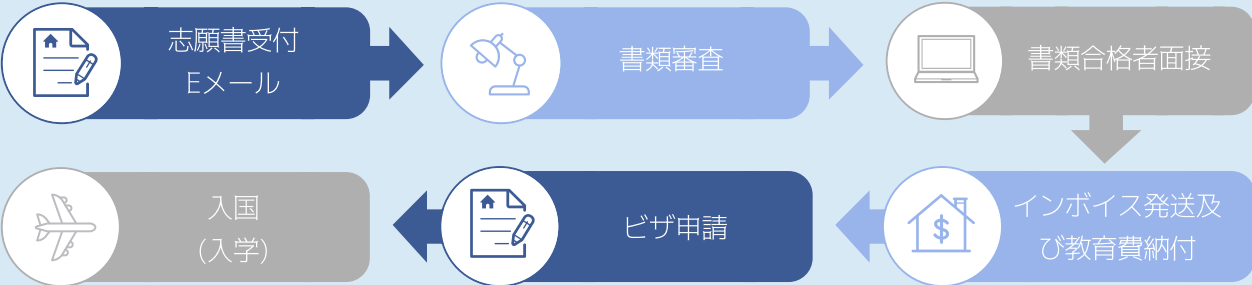 志願書受付
Eメール
書類審査
書類合格者面接
インボイス発送及
び教育費納付
$
ビザ申請
入国
(入学)